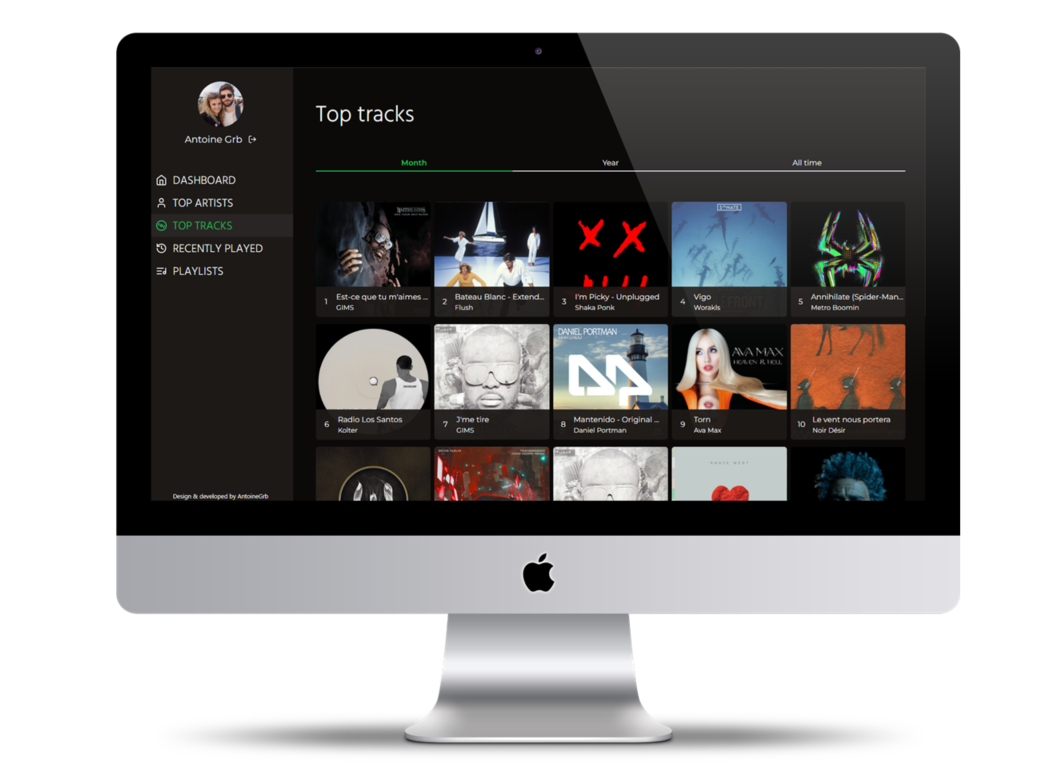 Antoine Grb
DASHBOARD
TOP ARTISTS
TOP TRACKS
RECENTLY PLAYED
PLAYLISTS
Design & developed by AntoineGrb
Top tracks
Month
Year
All time
1 Est-ce que tu m'aimes ...
GIMS
2 Bateau Blanc - Extend...
Flush
3 I'm Picky - Unplugged
Shaka Ponk
4 Vigo
Worakls
5 Annihilate (Spider-Man...
Metro Boomin
DANIEL PORTMAN
AVA MAX
HEAVEN & HELL
6 Radio Los Santos
Kolter
7 J'me tire
GIMS
8 Mantenido - Original ...
Daniel Portman
9 Torn
Ava Max
10 Le vent nous portera
Noir Désir
KANYE WEST